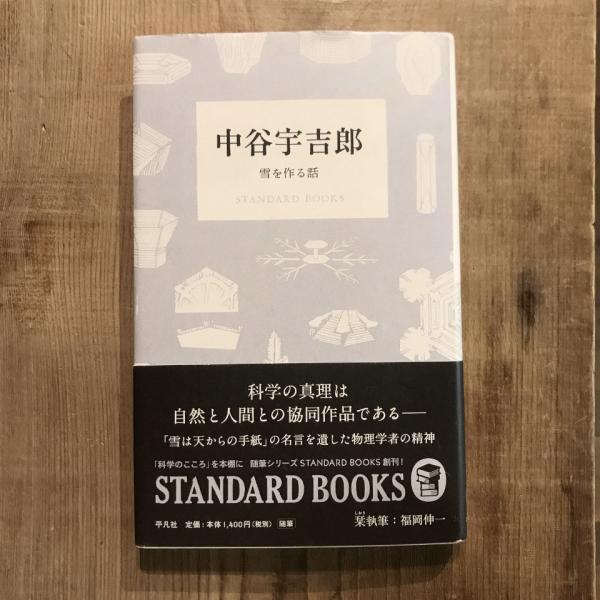 中谷宇吉郎
雪を作る話
STANDARD BOOKS
科学の真理は
自然と人間との協同作品である──
「雪は天からの手紙」の名言を遺した物理学者の精神
「科学のこころ」を本棚に 随筆シリーズ STANDARD BOOKS 創刊!
STANDARD BOOKS
平凡社 定価:本体1,400円(税別) 随筆
しおり
栞執筆:福岡伸一